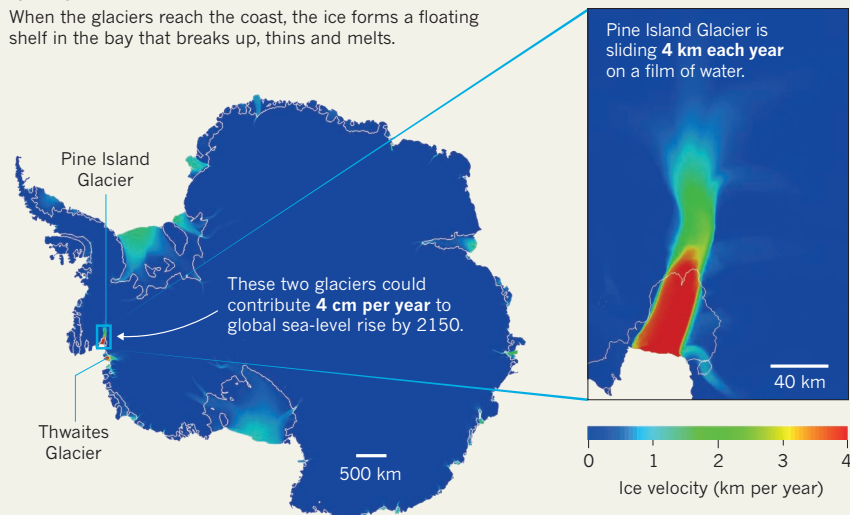 When the glaciers reach the coast, the ice forms a floating
shelf in the bay that breaks up, thins and melts.
Pine Island
Glacier
These two glaciers could
contribute 4 cm per year to
global sea-level rise by 2150.
Thwaites
Glacier
500 km
Pine Island Glacier is
sliding 4 km each year
on a film of water.
40 km
0 1 2 3 4
Ice velocity (km per year)